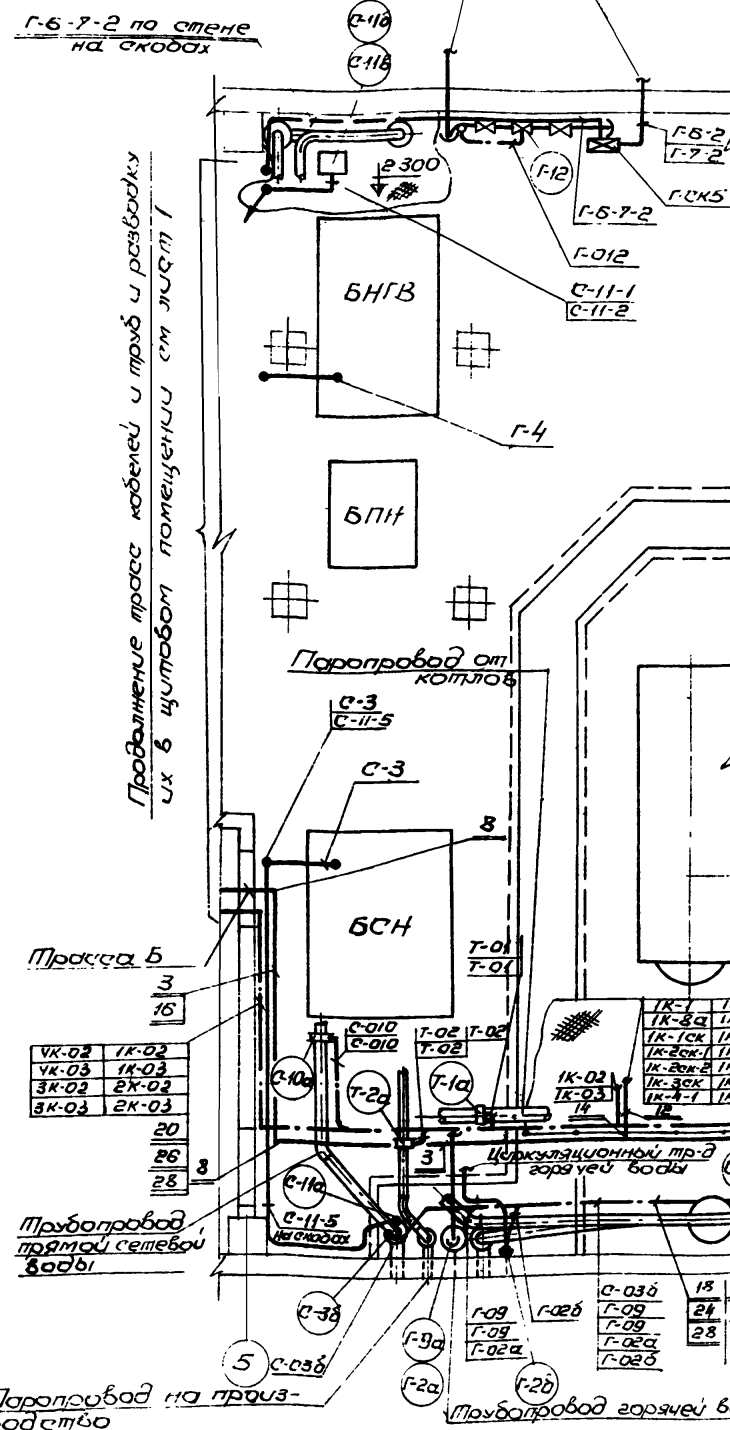 Г-6-7-2 по стене
на скобах
С-11б
С-11в
2300
Г-12
Г-6-2
Г-7-2
Г-СК5
Г-6-7-2
Г-012
С-11-1
С-11-2
БНГВ
Г-4
БПН
Продолжение трасс кабелей и труб и разводку
их в щитовом помещении см лист 1
Паропровод от
котлов
С-3
С-11-5
С-3
8
БСН
Трасса Б
3
16
Т-01
Т-01
УК-02 1К-02
УК-03 1К-03
3К-02 2К-02
3К-03 2К-03
С-10а
С-010
С-010
Т-02 Т-02
Т-02
Т-2а
Т-1а
1К-1
1К-8а
1К-1ск
1К-2ск-1
1К-2ск-2
1К-3ск
1К-4-1
1К-02
1К-03
14
12
20
26
28
8
3
Циркуляционный тр-д
горячей воды
С-11а
С-11-5
на скобах
Трубопровод
прямой сетевой
воды
С-3б
Г-9а
Г-2а
Г-09
Г-09
Г-02а
Г-02б
Г-2б
С-03б
Г-09
Г-09
Г-02а
Г-02б
18
24
28
5
С-03б
Паропровод на произ-
водство
Трубопровод горячей в